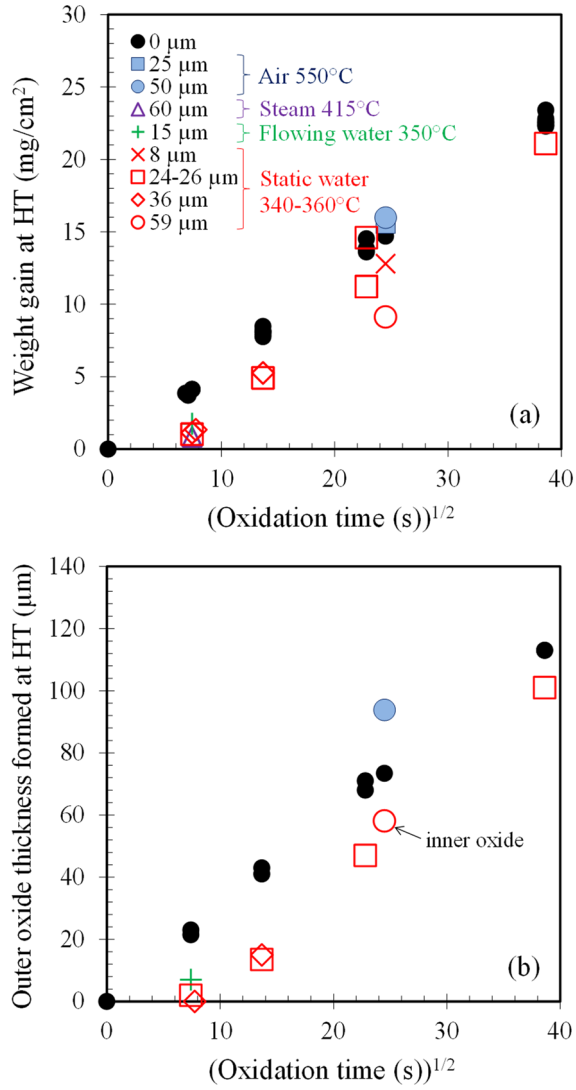 Weight gain at HT (mg/cm²)
30
25
20
15
10
5
0
0 µm
25 µm
50 µm
Air 550°C
60 µm
Steam 415°C
15 µm
Flowing water 350°C
8 µm
24-26 µm
36 µm
59 µm
Static water
340-360°C
(a)
0 10 20 30 40
(Oxidation time (s))^1/2
Outer oxide thickness formed at HT (µm)
140
120
100
80
60
40
20
0
inner oxide
(b)
0 10 20 30 40
(Oxidation time (s))^1/2